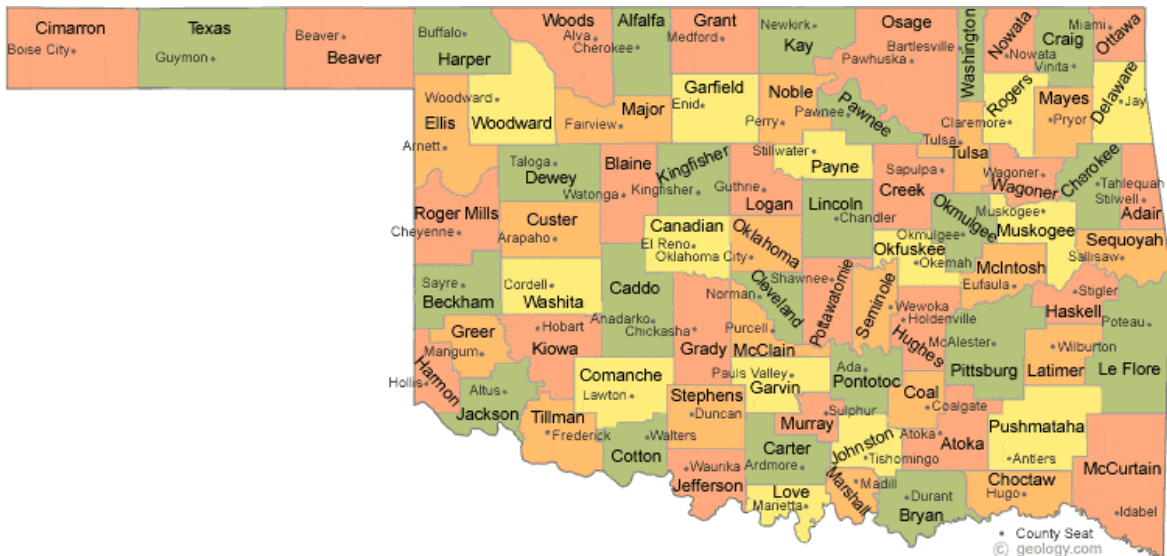 Cimarron
Boise City
Texas
Guymon
Beaver
Beaver
Buffalo
Harper
Woods
Alva
Alfalfa
Cherokee
Grant
Medford
Newkirk
Kay
Osage
Bartlesville
Pawhuska
Washington
Nowata
Nowata
Craig
Vinita
Miami
Ottawa
Woodward
Woodward
Ellis
Arnett
Major
Fairview
Garfield
Enid
Noble
Perry
Pawnee
Pawnee
Rogers
Claremore
Mayes
Pryor
Delaware
Jay
Tulsa
Tulsa
Taloga
Dewey
Blaine
Watonga
Kingfisher
Kingfisher
Stillwater
Payne
Guthrie
Logan
Lincoln
Chandler
Sapulpa
Creek
Wagoner
Wagoner
Cherokee
Tahlequah
Stilwell
Adair
Roger Mills
Cheyenne
Custer
Arapaho
Canadian
El Reno
Oklahoma City
Oklahoma
Okmulgee
Okmulgee
Muskogee
Muskogee
Okfuskee
Okemah
McIntosh
Eufaula
Sequoyah
Sallisaw
Sayre
Beckham
Cordell
Washita
Caddo
Anadarko
Chickasha
Grady
Norman
Cleveland
Shawnee
Pottawatomie
Seminole
Wewoka
Holdenville
Hughes
Stigler
Haskell
Greer
Mangum
Hobart
Kiowa
Purcell
McClain
McAlester
Pittsburg
Wilburton
Latimer
Poteau
Le Flore
Harmon
Hollis
Altus
Jackson
Comanche
Lawton
Stephens
Duncan
Pauls Valley
Garvin
Ada
Pontotoc
Coal
Coalgate
Tillman
Frederick
Cotton
Walters
Sulphur
Murray
Carter
Ardmore
Johnston
Tishomingo
Atoka
Atoka
Pushmataha
Antlers
McCurtain
Idabel
Waurika
Jefferson
Love
Marietta
Marshall
Madill
Durant
Bryan
Choctaw
Hugo
County Seat
© geology.com